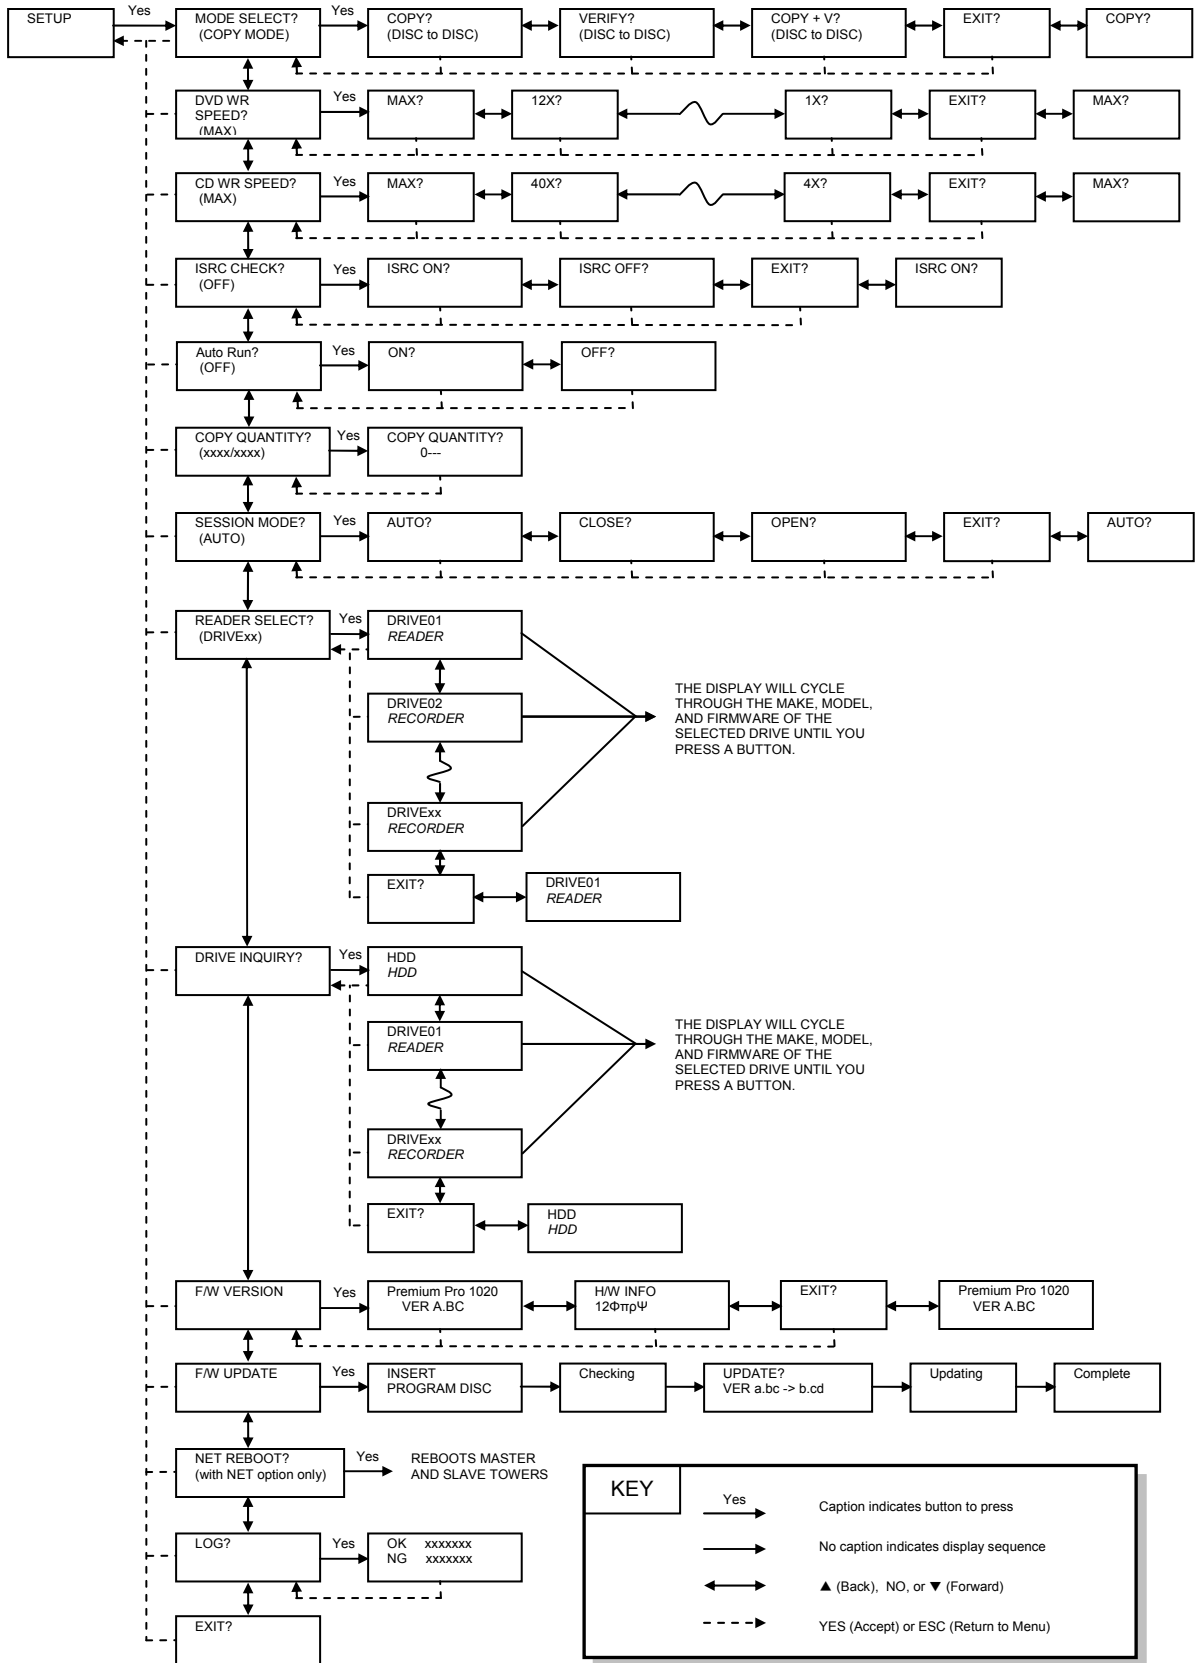 SETUP
Yes
MODE SELECT?
(COPY MODE)
Yes
COPY?
(DISC to DISC)
VERIFY?
(DISC to DISC)
COPY + V?
(DISC to DISC)
EXIT?
COPY?
DVD WR
SPEED?
(MAX)
Yes
MAX?
12X?
1X?
EXIT?
MAX?
CD WR SPEED?
(MAX)
Yes
MAX?
40X?
4X?
EXIT?
MAX?
ISRC CHECK?
(OFF)
Yes
ISRC ON?
ISRC OFF?
EXIT?
ISRC ON?
Auto Run?
(OFF)
Yes
ON?
OFF?
COPY QUANTITY?
(xxxx/xxxx)
Yes
COPY QUANTITY?
0---
SESSION MODE?
(AUTO)
Yes
AUTO?
CLOSE?
OPEN?
EXIT?
AUTO?
READER SELECT?
(DRIVExx)
Yes
DRIVE01
READER
DRIVE02
RECORDER
DRIVExx
RECORDER
EXIT?
DRIVE01
READER
THE DISPLAY WILL CYCLE
THROUGH THE MAKE, MODEL,
AND FIRMWARE OF THE
SELECTED DRIVE UNTIL YOU
PRESS A BUTTON.
DRIVE INQUIRY?
Yes
HDD
HDD
DRIVE01
READER
DRIVExx
RECORDER
EXIT?
HDD
HDD
THE DISPLAY WILL CYCLE
THROUGH THE MAKE, MODEL,
AND FIRMWARE OF THE
SELECTED DRIVE UNTIL YOU
PRESS A BUTTON.
F/W VERSION
Yes
Premium Pro 1020
VER A.BC
H/W INFO
12ΦπρΨ
EXIT?
Premium Pro 1020
VER A.BC
F/W UPDATE
Yes
INSERT
PROGRAM DISC
Checking
UPDATE?
VER a.bc -> b.cd
Updating
Complete
NET REBOOT?
(with NET option only)
Yes
REBOOTS MASTER
AND SLAVE TOWERS
LOG?
Yes
OK xxxxxxx
NG xxxxxxx
EXIT?
KEY
Yes
Caption indicates button to press
No caption indicates display sequence
▲ (Back), NO, or ▼ (Forward)
YES (Accept) or ESC (Return to Menu)